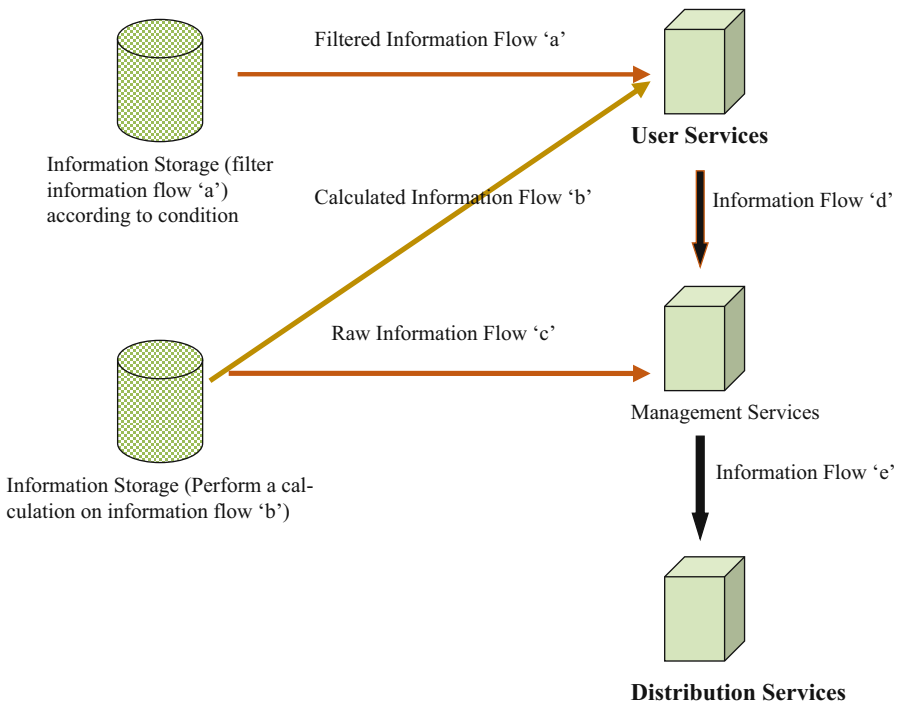 Filtered Information Flow ‘a’
User Services
Information Storage (filter
information flow ‘a’)
according to condition
Calculated Information Flow ‘b’
Information Flow ‘d’
Raw Information Flow ‘c’
Management Services
Information Storage (Perform a cal-
culation on information flow ‘b’)
Information Flow ‘e’
Distribution Services